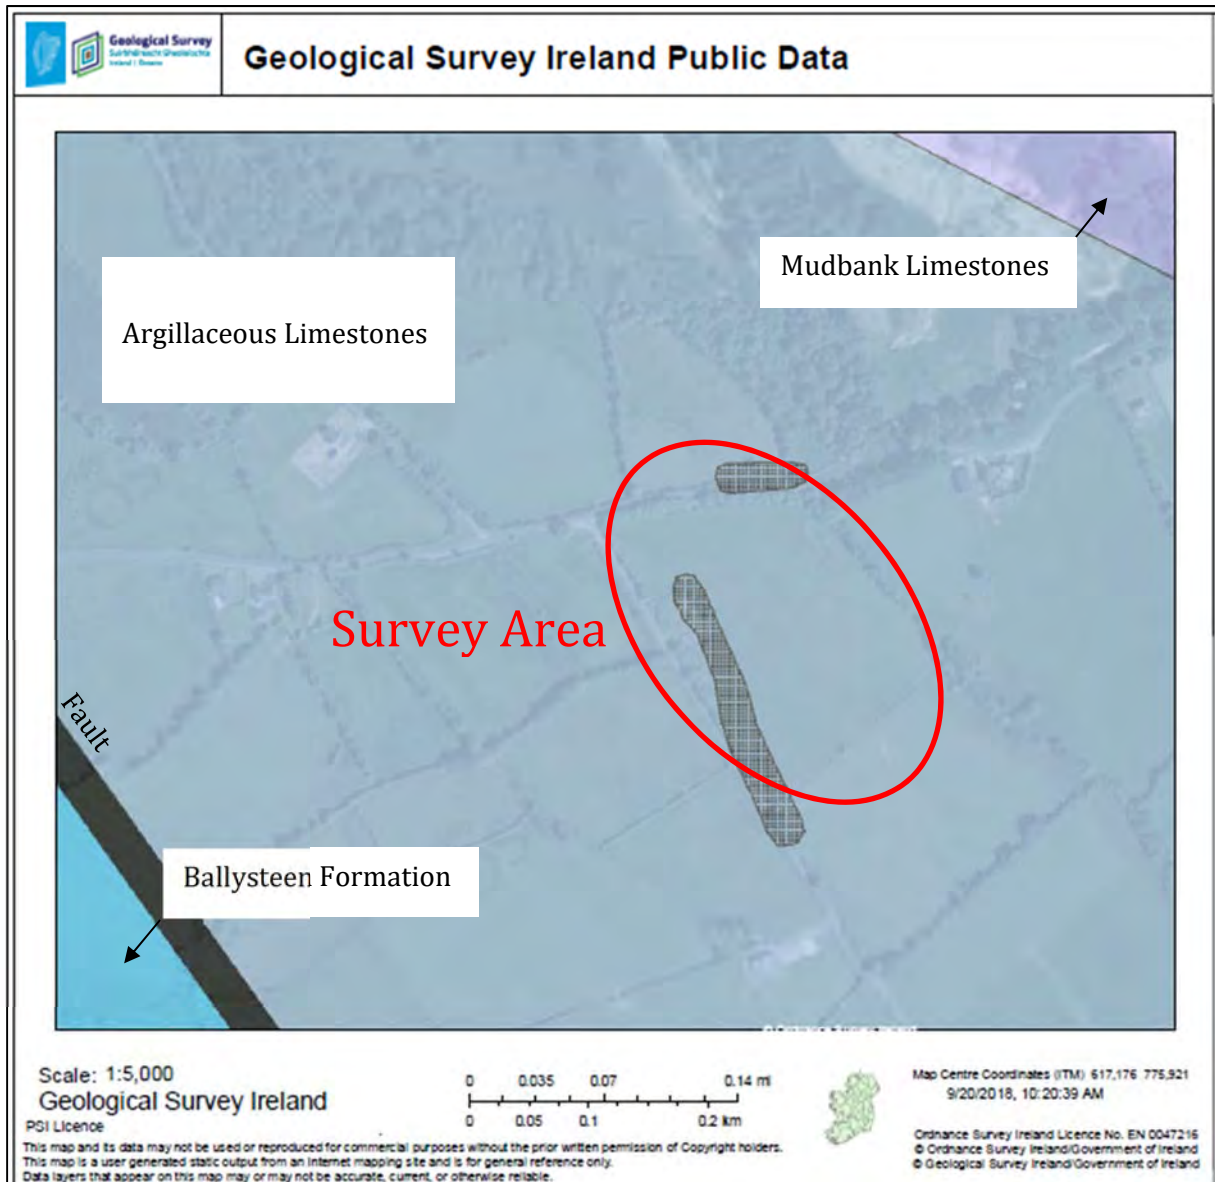 Geological Survey
Suirbhéireacht Gheolaíochta
Ireland | Éireann
Geological Survey Ireland Public Data
Mudbank Limestones
Argillaceous Limestones
Survey Area
Fault
Ballysteen Formation
Scale: 1:5,000
Geological Survey Ireland
PSI Licence
0 0.035 0.07 0.14 mi
0 0.05 0.1 0.2 km
Map Centre Coordinates (ITM) 617,176 775,921
9/20/2018, 10:20:39 AM
This map and its data may not be used or reproduced for commercial purposes without the prior written permission of Copyright holders.
This map is a user generated static output from an Internet mapping site and is for general reference only.
Data layers that appear on this map may or may not be accurate, current, or otherwise reliable.
Ordnance Survey Ireland Licence No. EN 0047216
© Ordnance Survey Ireland/Government of Ireland
© Geological Survey Ireland/Government of Ireland